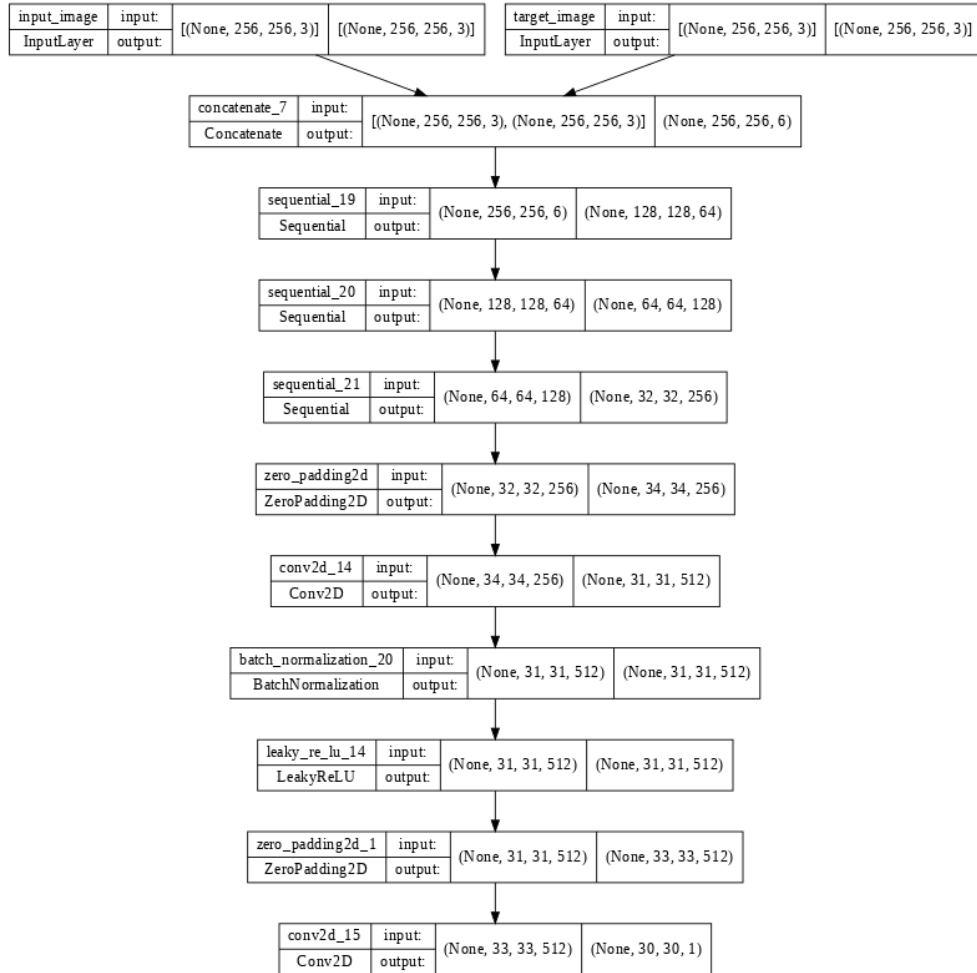 input_image input: [(None, 256, 256, 3)] [(None, 256, 256, 3)]
InputLayer output:
target_image input: [(None, 256, 256, 3)] [(None, 256, 256, 3)]
InputLayer output:
concatenate_7 input: [(None, 256, 256, 3), (None, 256, 256, 3)] (None, 256, 256, 6)
Concatenate output:
sequential_19 input: (None, 256, 256, 6) (None, 128, 128, 64)
Sequential output:
sequential_20 input: (None, 128, 128, 64) (None, 64, 64, 128)
Sequential output:
sequential_21 input: (None, 64, 64, 128) (None, 32, 32, 256)
Sequential output:
zero_padding2d input: (None, 32, 32, 256) (None, 34, 34, 256)
ZeroPadding2D output:
conv2d_14 input: (None, 34, 34, 256) (None, 31, 31, 512)
Conv2D output:
batch_normalization_20 input: (None, 31, 31, 512) (None, 31, 31, 512)
BatchNormalization output:
leaky_re_lu_14 input: (None, 31, 31, 512) (None, 31, 31, 512)
LeakyReLU output:
zero_padding2d_1 input: (None, 31, 31, 512) (None, 33, 33, 512)
ZeroPadding2D output:
conv2d_15 input: (None, 33, 33, 512) (None, 30, 30, 1)
Conv2D output: